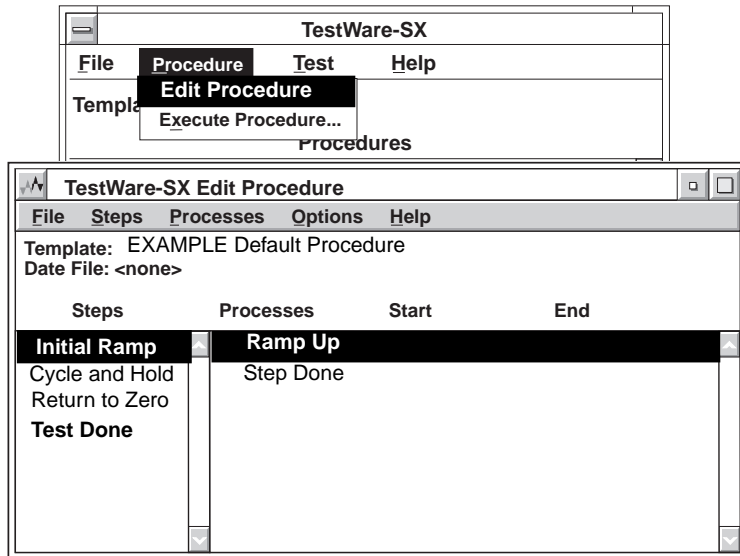 TestWare-SX
File Procedure Test Help
Edit Procedure
Templa
Execute Procedure...
Procedures
TestWare-SX Edit Procedure
File Steps Processes Options Help
Template: EXAMPLE Default Procedure
Date File: <none>
Steps Processes Start End
Initial Ramp Ramp Up
Cycle and Hold Step Done
Return to Zero
Test Done